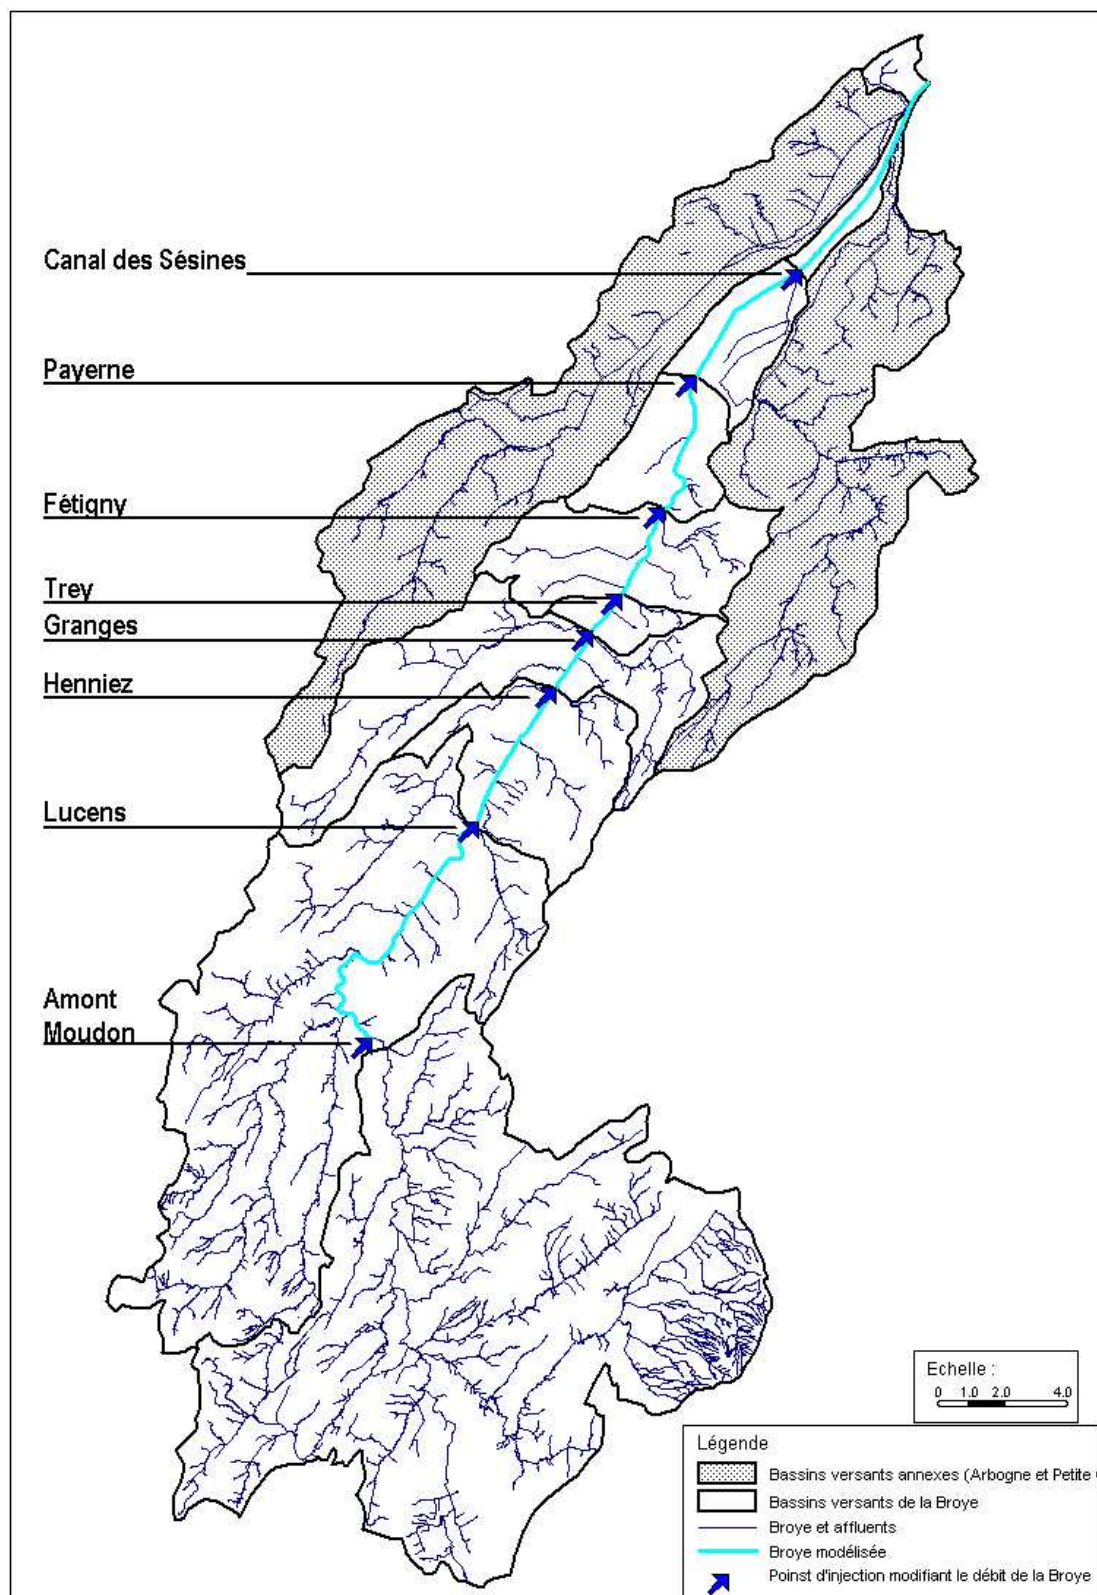 Canal des Sésines
Payerne
Fétigny
Trey
Granges
Henniez
Lucens
Amont
Moudon
Echelle :
0 1.0 2.0 4.0
Légende
Bassins versants annexes (Arbogne et Petite
Bassins versants de la Broye
Broye et affluents
Broye modélisée
Poinst d'injection modifiant le débit de la Broye